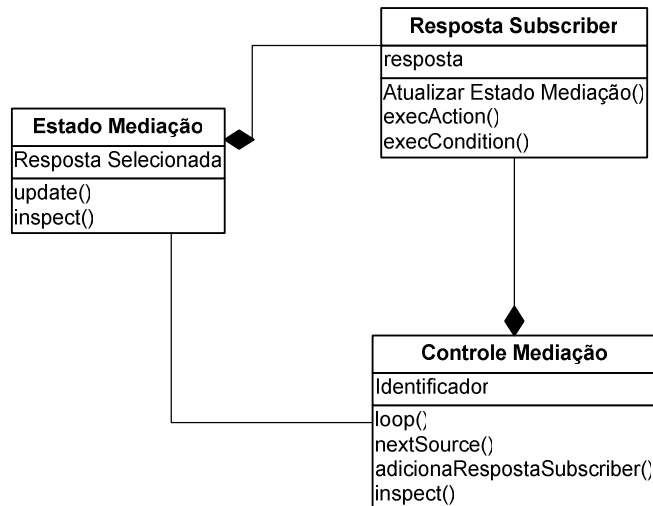 Resposta Subscriber
resposta
Atualizar Estado Mediação()
execAction()
execCondition()
Estado Mediação
Resposta Selecionada
update()
inspect()
Controle Mediação
Identificador
loop()
nextSource()
adicionaRespostaSubscriber()
inspect()